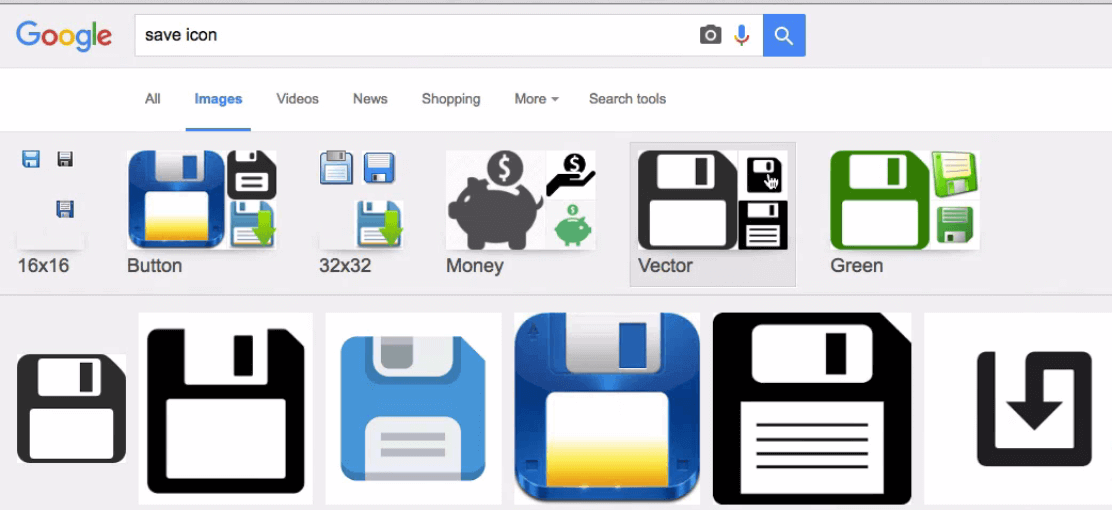 Google
save icon
All Images Videos News Shopping More Search tools
$ $
$
16x16 Button 32x32 Money Vector Green